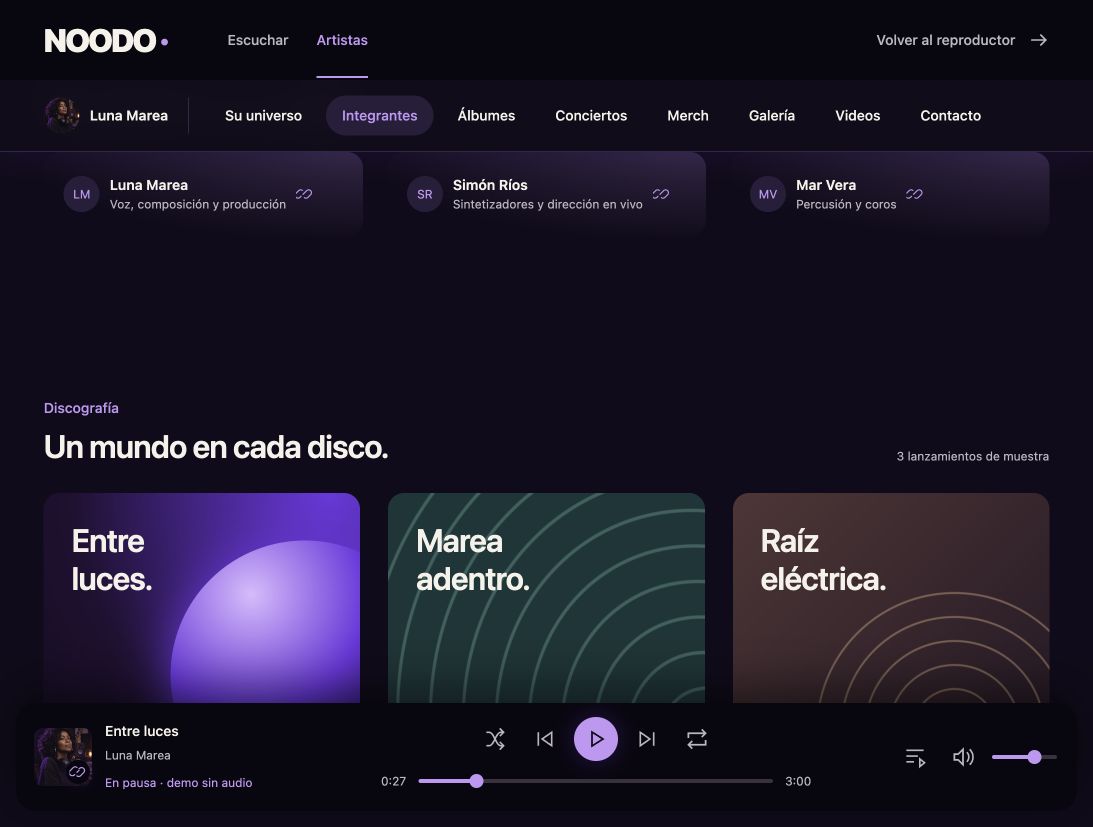 NOODO
Escuchar
Artistas
Volver al reproductor
Luna Marea
Su universo
Integrantes
Álbumes
Conciertos
Merch
Galería
Videos
Contacto
LM
Luna Marea
Voz, composición y producción
SR
Simón Ríos
Sintetizadores y dirección en vivo
MV
Mar Vera
Percusión y coros
Discografía
Un mundo en cada disco.
3 lanzamientos de muestra
Entre
luces.
Marea
adentro.
Raíz
eléctrica.
Entre luces
Luna Marea
En pausa · demo sin audio
0:27
3:00